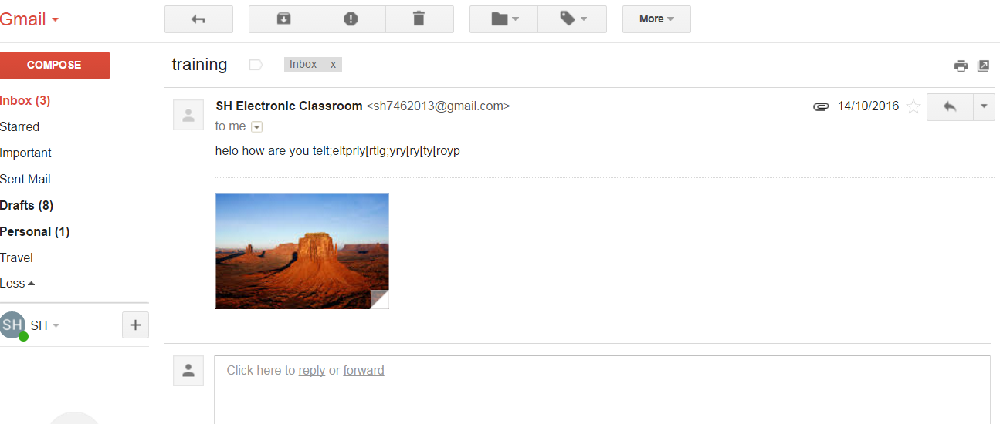 Gmail
More
COMPOSE
training
Inbox x
Inbox (3)
Starred
Important
Sent Mail
Drafts (8)
Personal (1)
Travel
Less
SH SH
+
SH Electronic Classroom <sh7462013@gmail.com>
14/10/2016
to me
helo how are you telt;eltprly[rtlg;yry[ry[ty[royp
Click here to reply or forward